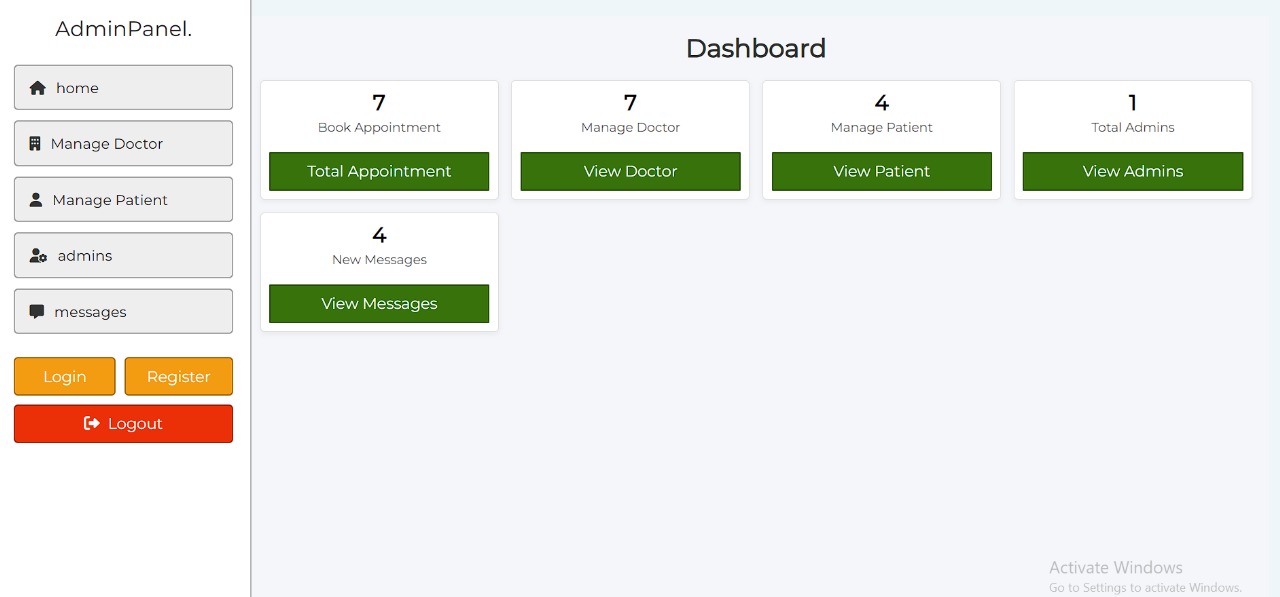 AdminPanel.
home
Manage Doctor
Manage Patient
admins
messages
Login
Register
Logout
Dashboard
7
Book Appointment
Total Appointment
7
Manage Doctor
View Doctor
4
Manage Patient
View Patient
1
Total Admins
View Admins
4
New Messages
View Messages
Activate Windows
Go to Settings to activate Windows.